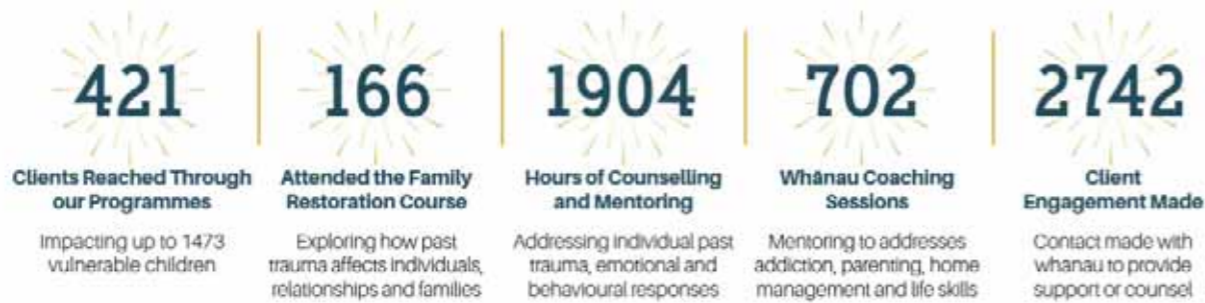 421
Clients Reached Through
our Programmes
Impacting up to 1473
vulnerable children
166
Attended the Family
Restoration Course
Exploring how past
trauma affects individuals,
relationships and families
1904
Hours of Counselling
and Mentoring
Addressing individual past
trauma, emotional and
behavioural responses
702
Whānau Coaching
Sessions
Mentoring to addresses
addiction, parenting, home
management and life skills
2742
Client
Engagement Made
Contact made with
whanau to provide
support or counsel